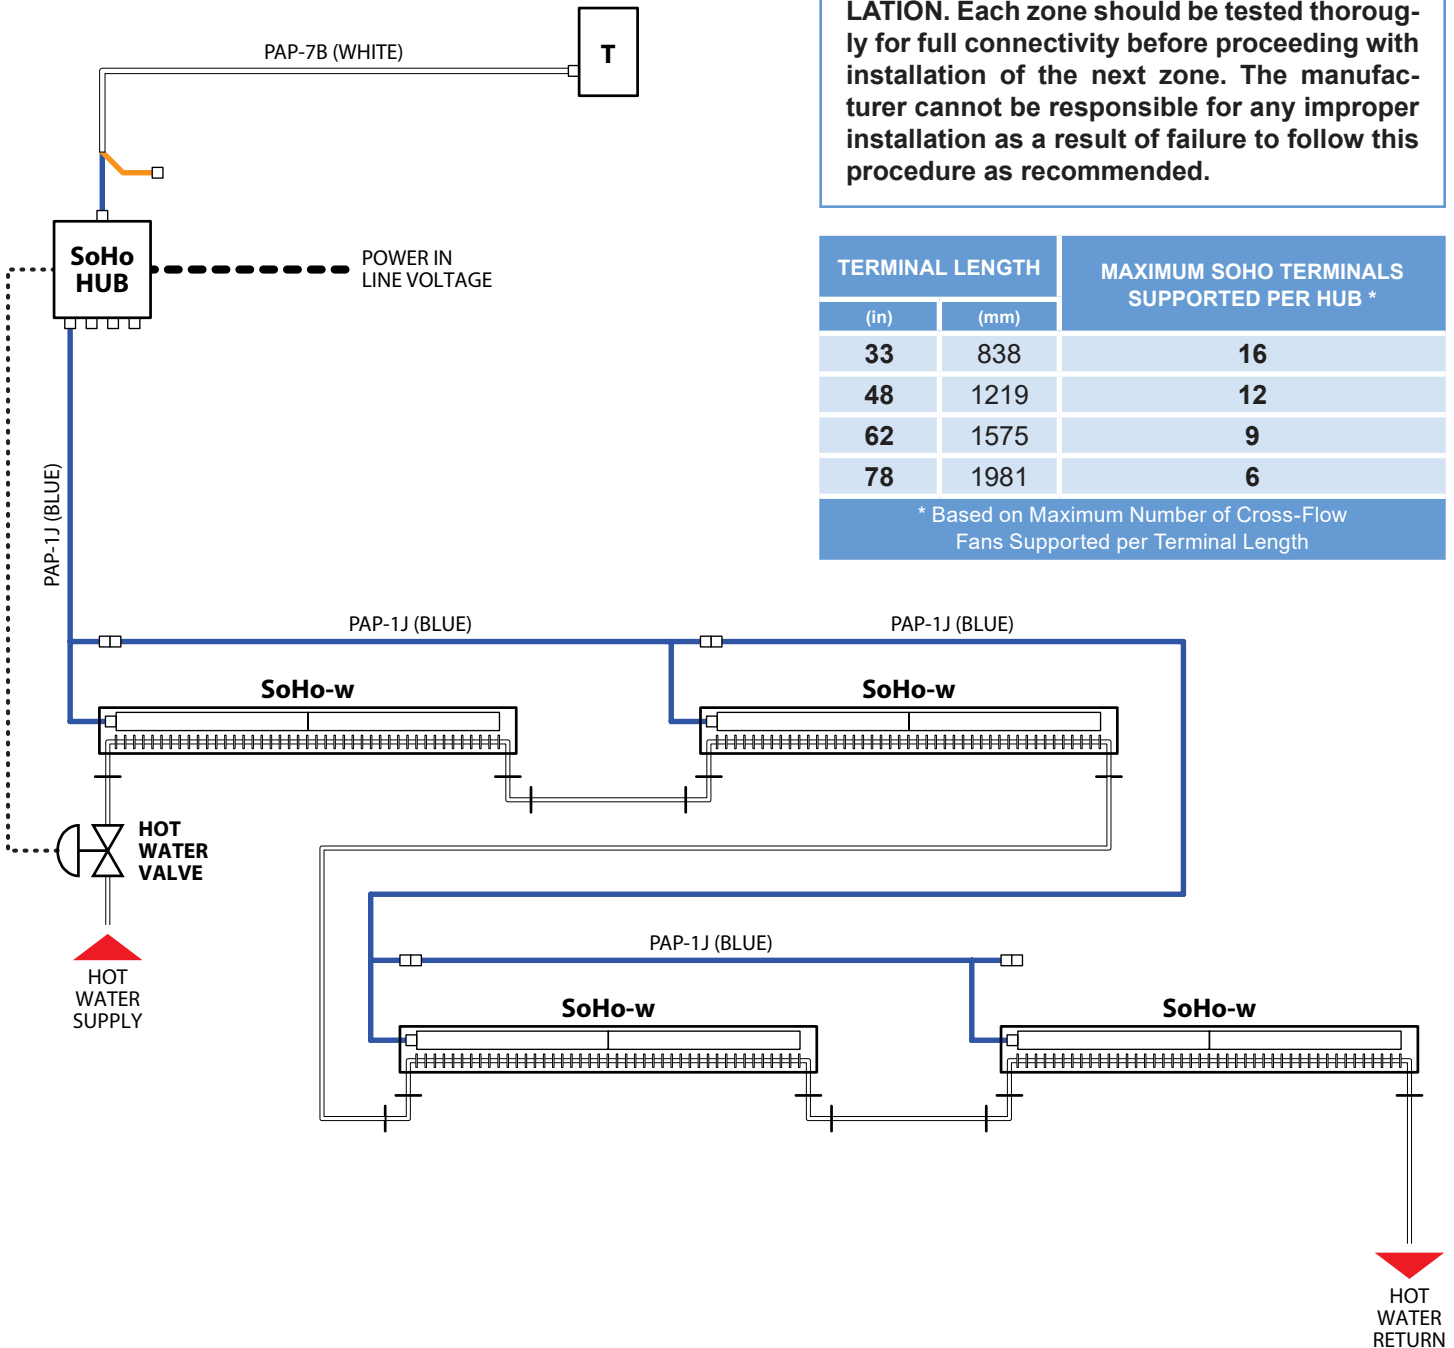 LATION. Each zone should be tested thoroug-
ly for full connectivity before proceeding with
installation of the next zone. The manufac-
turer cannot be responsible for any improper
installation as a result of failure to follow this
procedure as recommended.
PAP-7B (WHITE)
T
SoHo
HUB
POWER IN
LINE VOLTAGE
TERMINAL LENGTH
MAXIMUM SOHO TERMINALS
SUPPORTED PER HUB *
(in) (mm)
33 838 16
48 1219 12
62 1575 9
78 1981 6
* Based on Maximum Number of Cross-Flow
Fans Supported per Terminal Length
PAP-1J (BLUE)
PAP-1J (BLUE)
PAP-1J (BLUE)
SoHo-w
SoHo-w
HOT
WATER
VALVE
HOT
WATER
SUPPLY
PAP-1J (BLUE)
SoHo-w
SoHo-w
HOT
WATER
RETURN